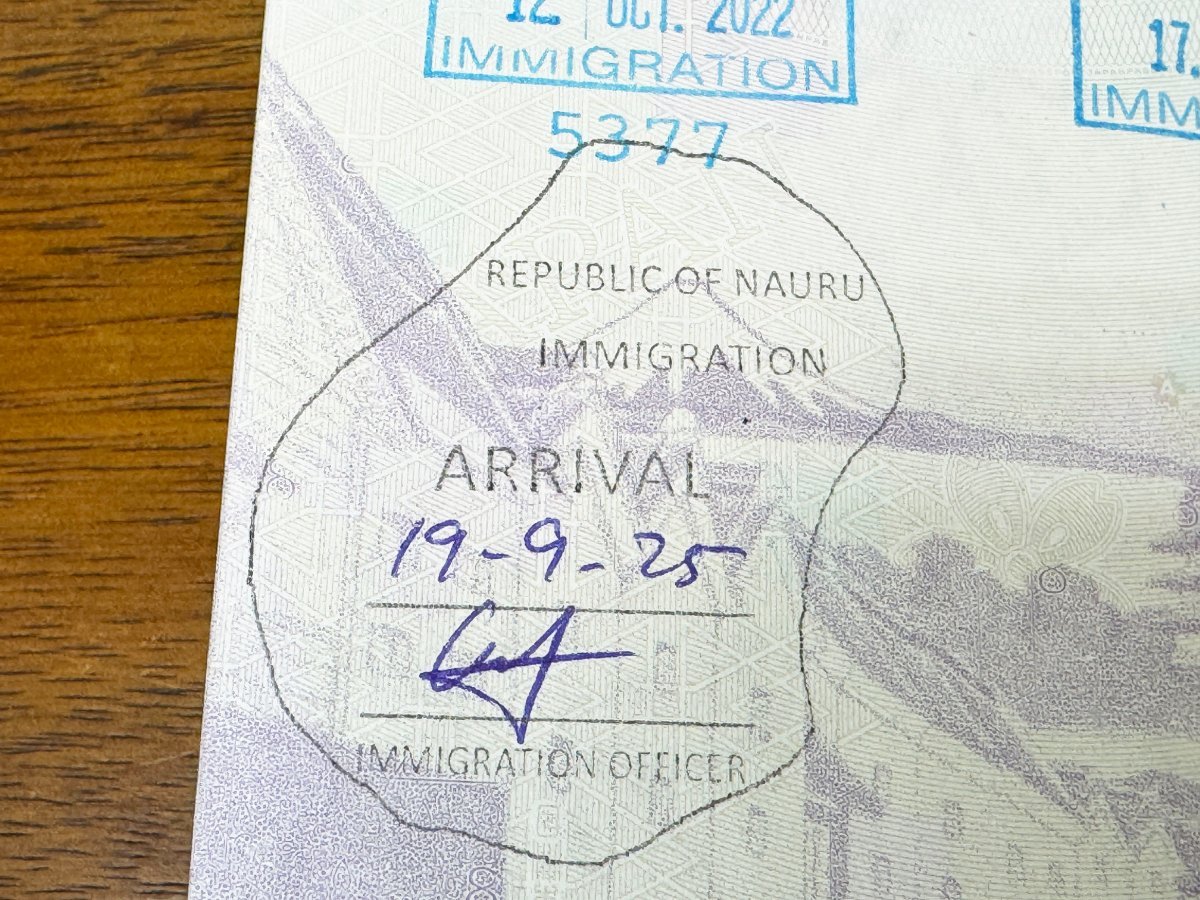 12 OCT. 2022
IMMIGRATION
5377
17.
IMM
REPUBLIC OF NAURU
IMMIGRATION
ARRIVAL
19-9-25
IMMIGRATION OFFICER